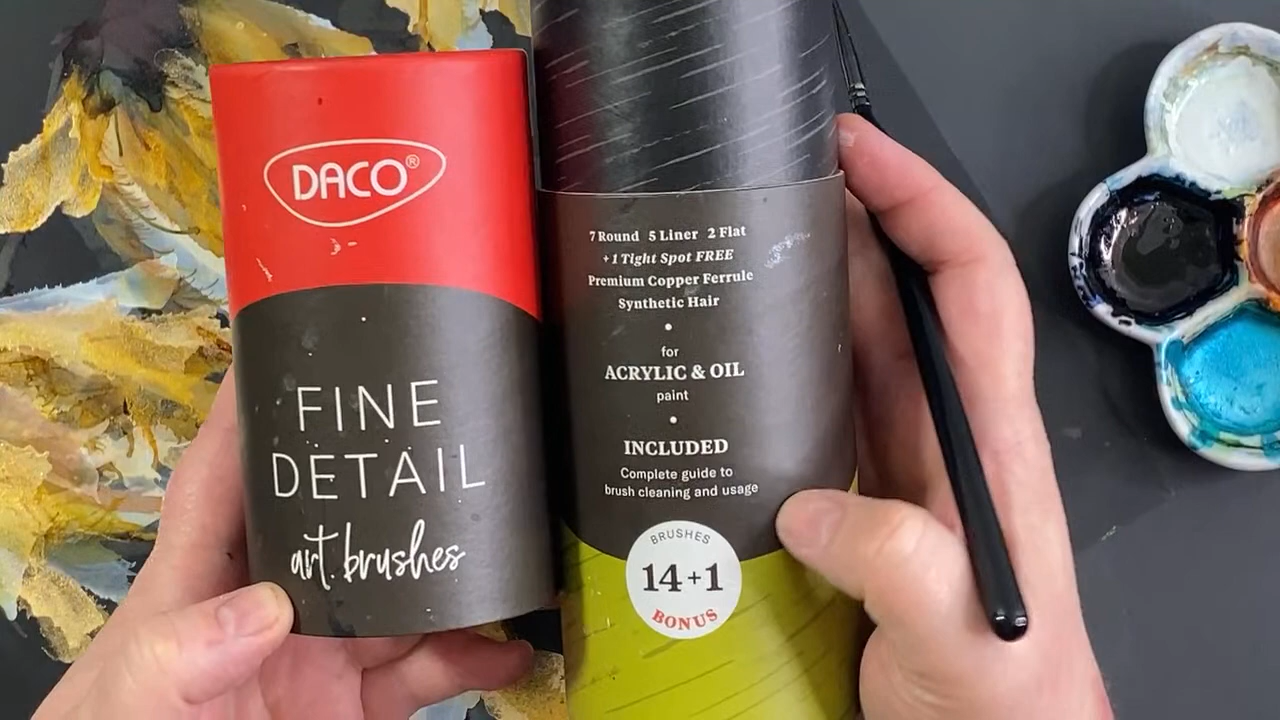 DACO®
FINE
DETAIL
art brushes
7 Round 5 Liner 2 Flat
+1 Tight Spot FREE
Premium Copper Ferrule
Synthetic Hair
•
for
ACRYLIC & OIL
paint
•
INCLUDED
Complete guide to
brush cleaning and usage
BRUSHES
14+1
BONUS